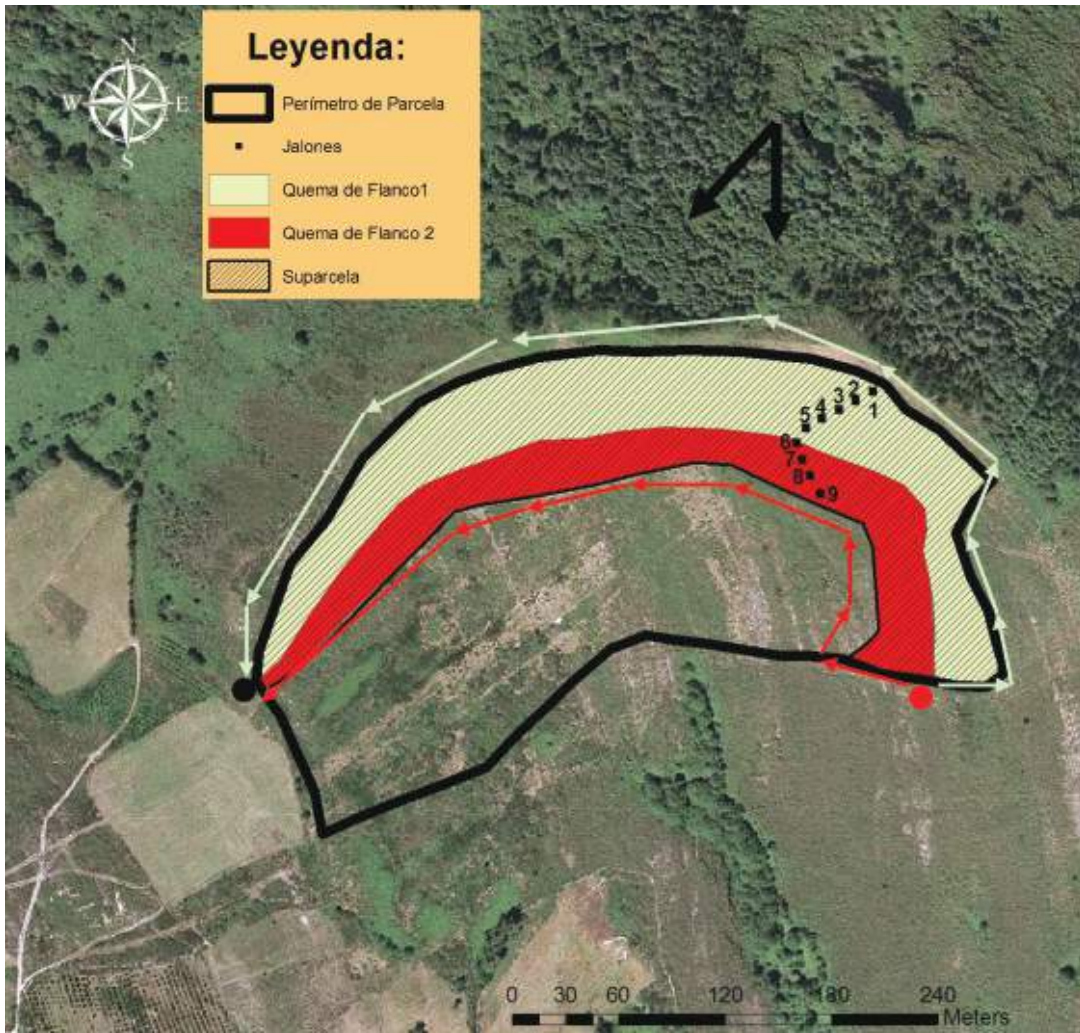 Leyenda:
N
W E
S
Perímetro de Parcela
Jalones
Quema de Flanco1
Quema de Flanco 2
Suparcela
1
2
3
4
5
6
7
8
9
0 30 60 120 180 240
Meters